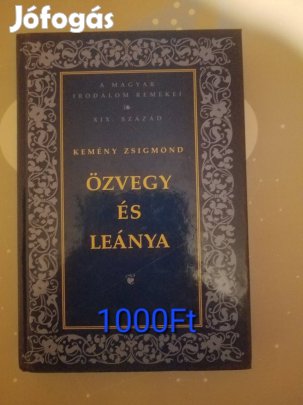 Jófogás
A MAGYAR
IRODALOM REMEKEI
XIX. SZÁZAD
KEMÉNY ZSIGMOND
ÖZVEGY
ÉS
LEÁNYA
1000Ft